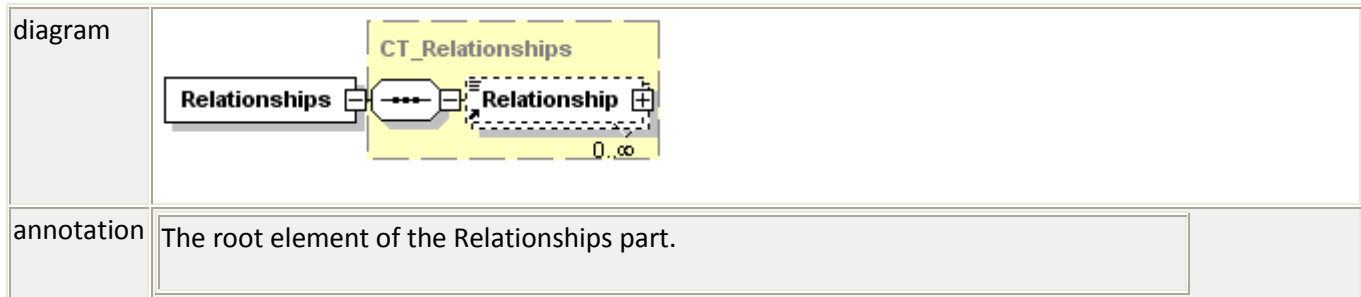 diagram
CT_Relationships
Relationships
Relationship
0..∞
annotation
The root element of the Relationships part.